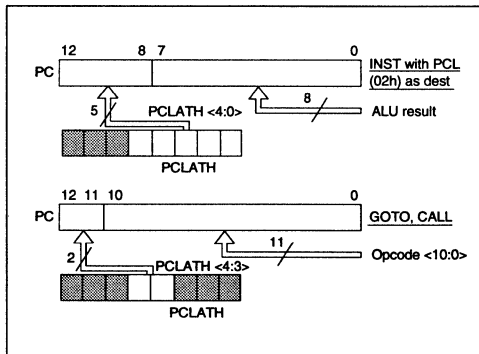 12 8 7 0
PC
INST with PCL
(02h) as dest
5
PCLATH <4:0>
8
ALU result
PCLATH
12 11 10 0
PC
GOTO, CALL
2
PCLATH <4:3>
11
Opcode <10:0>
PCLATH